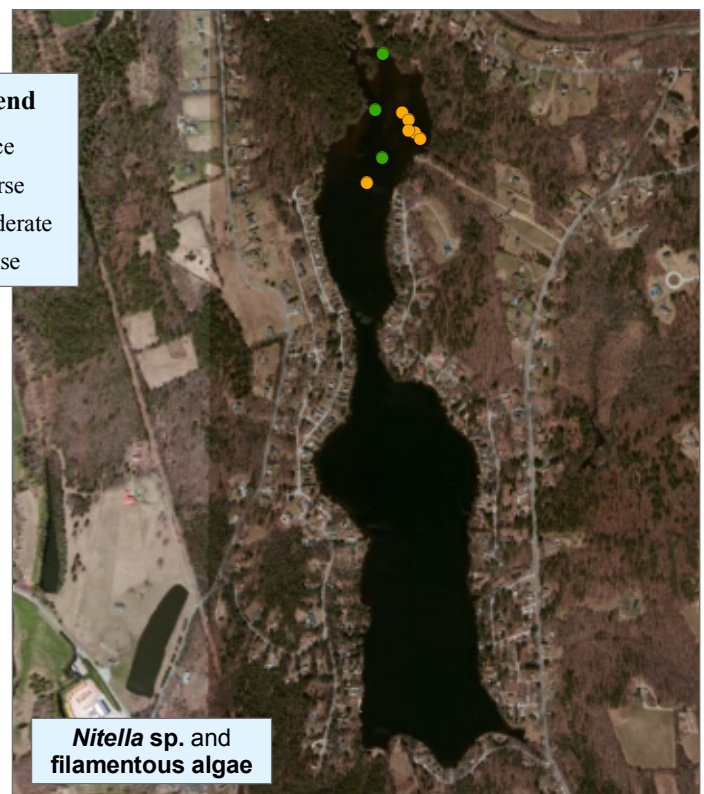 end
ce
rse
derate
se
Nitella sp. and
filamentous algae